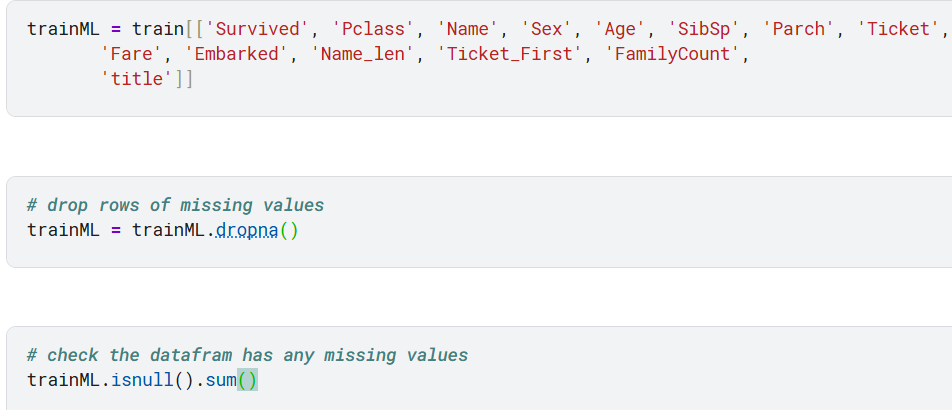 trainML = train[['Survived', 'Pclass', 'Name', 'Sex', 'Age', 'SibSp', 'Parch', 'Ticket',
'Fare', 'Embarked', 'Name_len', 'Ticket_First', 'FamilyCount',
'title']]
# drop rows of missing values
trainML = trainML.dropna()
# check the datafram has any missing values
trainML.isnull().sum()